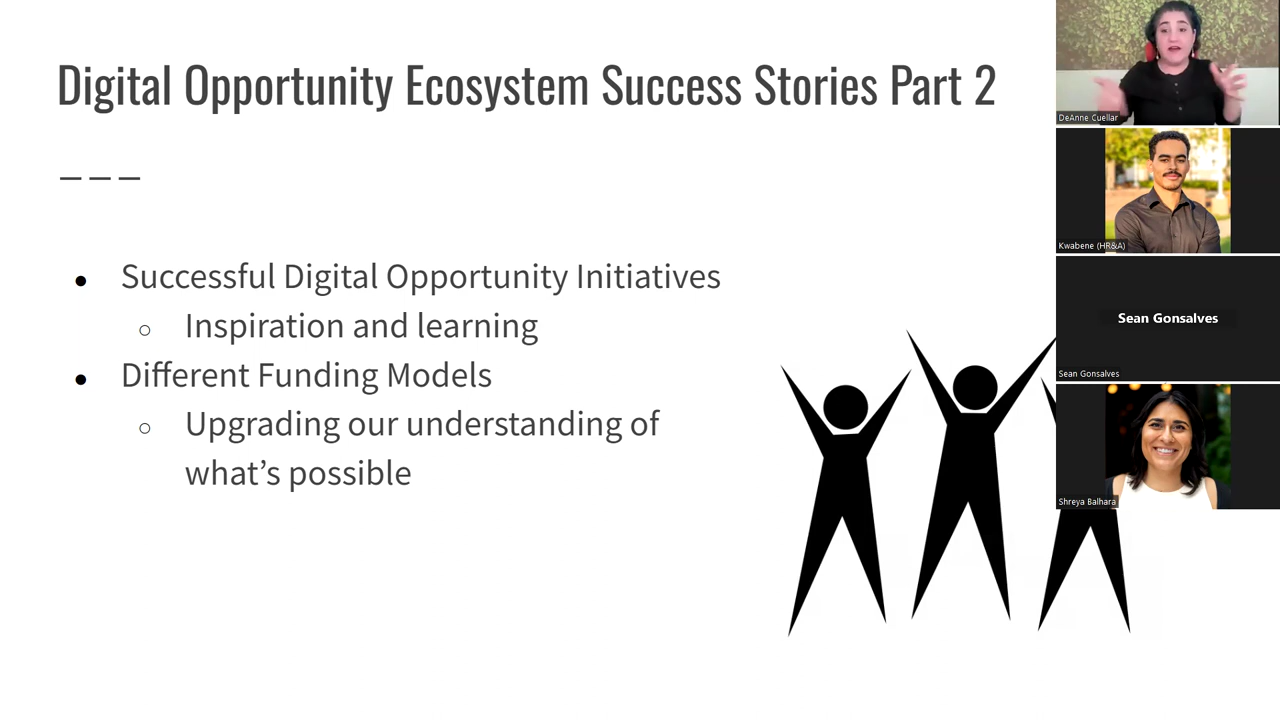 Digital Opportunity Ecosystem Success Stories Part 2
● Successful Digital Opportunity Initiatives
○ Inspiration and learning
● Different Funding Models
○ Upgrading our understanding of
what’s possible
DeAnne Cuellar
Kwabene (HR&A)
Sean Gonsalves
Sean Gonsalves
Shreya Balhara